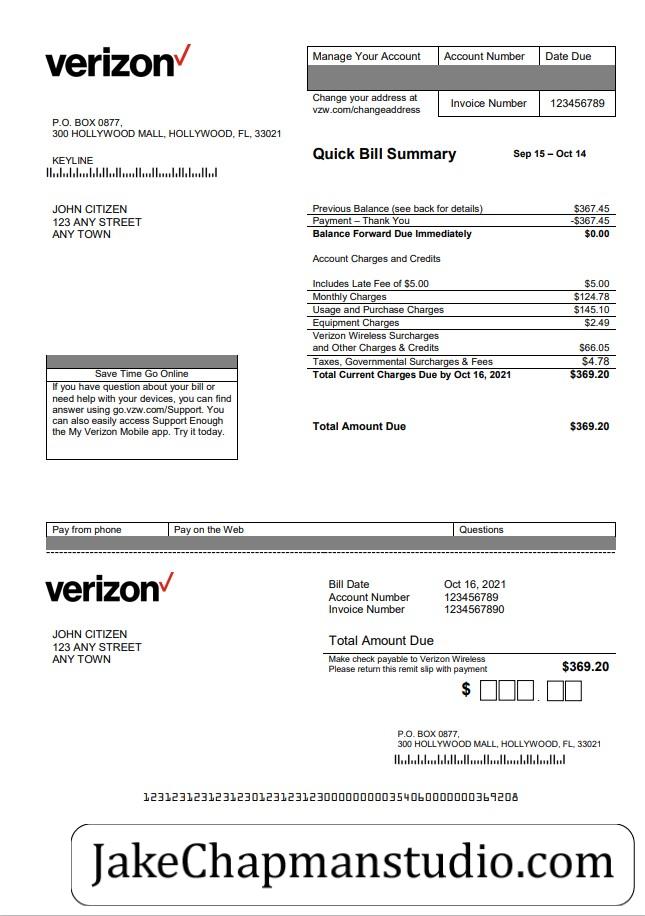 verizon
Manage Your Account Account Number Date Due
Change your address at
vzw.com/changeaddress
Invoice Number 123456789
P.O. BOX 0877,
300 HOLLYWOOD MALL, HOLLYWOOD, FL, 33021
KEYLINE
Quick Bill Summary Sep 15 – Oct 14
JOHN CITIZEN
123 ANY STREET
ANY TOWN
Previous Balance (see back for details) $367.45
Payment – Thank You -$367.45
Balance Forward Due Immediately $0.00
Account Charges and Credits
Includes Late Fee of $5.00 $5.00
Monthly Charges $124.78
Usage and Purchase Charges $145.10
Equipment Charges $2.49
Verizon Wireless Surcharges
and Other Charges & Credits $66.05
Taxes, Governmental Surcharges & Fees $4.78
Total Current Charges Due by Oct 16, 2021 $369.20
Total Amount Due $369.20
Save Time Go Online
If you have question about your bill or
need help with your devices, you can find
answer using go.vzw.com/Support. You
can also easily access Support Enough
the My Verizon Mobile app. Try it today.
Pay from phone Pay on the Web Questions
verizon
Bill Date Oct 16, 2021
Account Number 123456789
Invoice Number 1234567890
JOHN CITIZEN
123 ANY STREET
ANY TOWN
Total Amount Due
Make check payable to Verizon Wireless
Please return this remit slip with payment
$369.20
$ .
P.O. BOX 0877,
300 HOLLYWOOD MALL, HOLLYWOOD, FL, 33021
JakeChapmanstudio.com